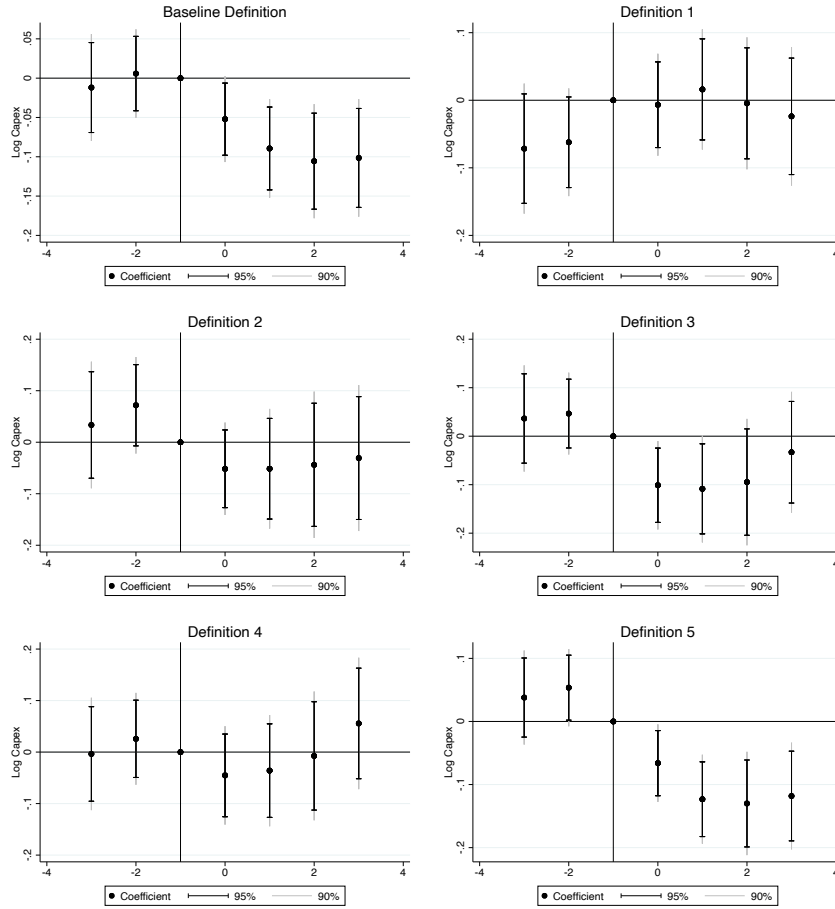 Baseline Definition
Log Capex
.05
0
-.05
-.1
-.15
-.2
-4 -2 0 2 4
Coefficient 95% 90%
Definition 1
Log Capex
.1
0
-.1
-.2
-4 -2 0 2 4
Coefficient 95% 90%
Definition 2
Log Capex
.2
.1
0
-.1
-.2
-4 -2 0 2 4
Coefficient 95% 90%
Definition 3
Log Capex
.2
.1
0
-.1
-.2
-4 -2 0 2 4
Coefficient 95% 90%
Definition 4
Log Capex
.2
.1
0
-.1
-.2
-4 -2 0 2 4
Coefficient 95% 90%
Definition 5
Log Capex
.1
0
-.1
-.2
-4 -2 0 2 4
Coefficient 95% 90%